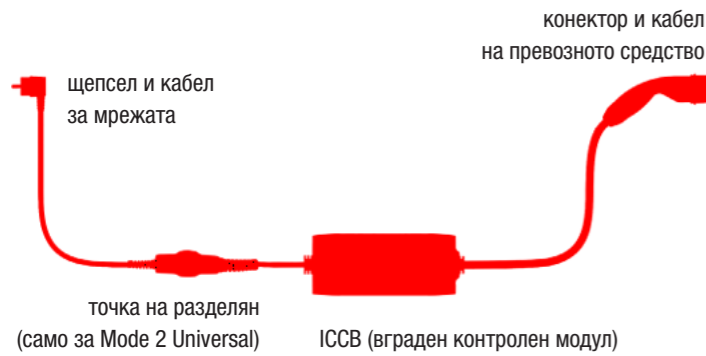 конектор и кабел
на превозното средство
щепсел и кабел
за мрежата
точка на разделян
(само за Mode 2 Universal)
ICCB (вграден контролен модул)